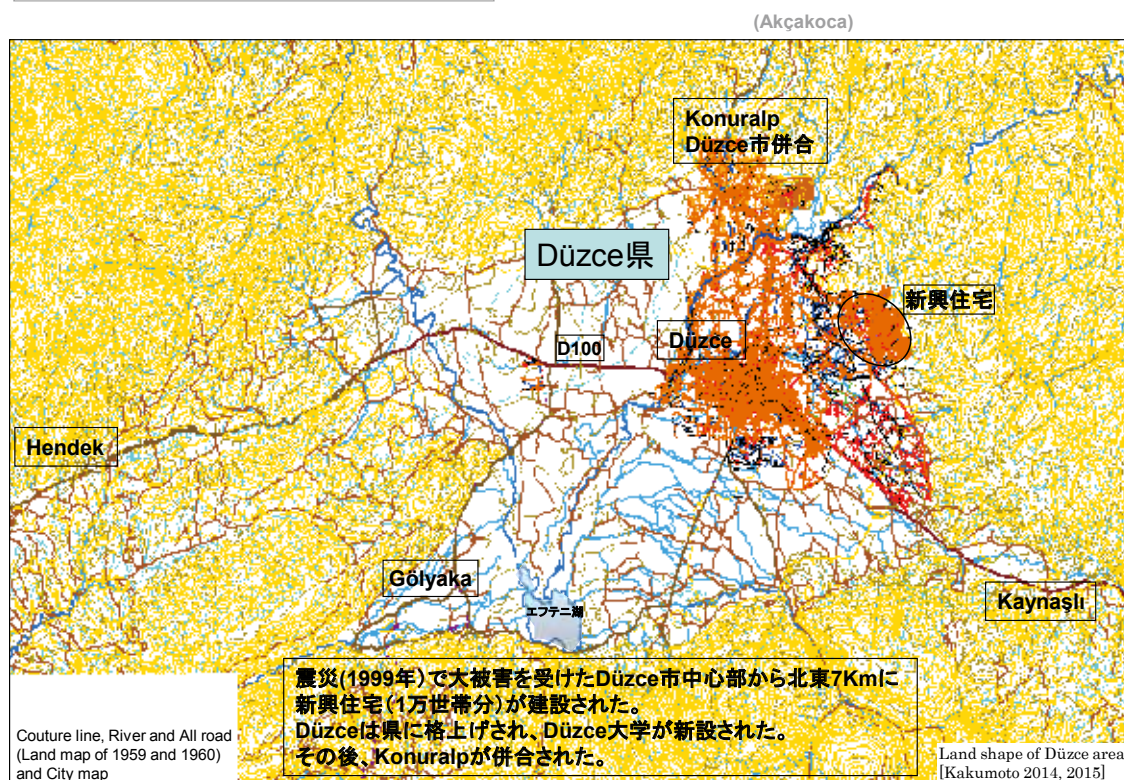 (Akçakoca)
Konuralp
Düzce市併合
Düzce県
新興住宅
D100
Düzce
Hendek
Gölyaka
エフテニ湖
Kaynaşlı
震災(1999年)で大被害を受けたDüzce市中心部から北東7Kmに
新興住宅(1万世帯分)が建設された。
Düzceは県に格上げされ、Düzce大学が新設された。
その後、Konuralpが併合された。
Couture line, River and All road
(Land map of 1959 and 1960)
and City map
Land shape of Düzce area
[Kakumoto 2014, 2015]